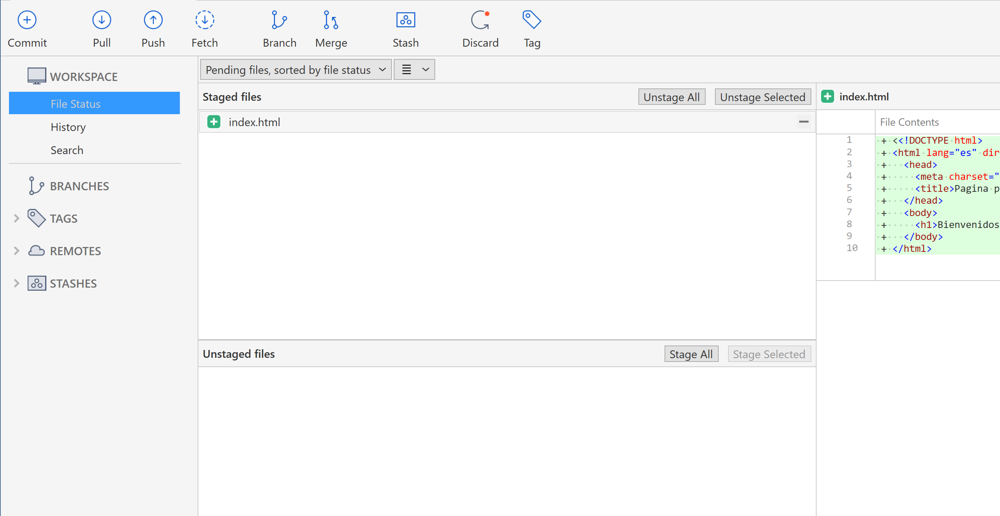 Commit Pull Push Fetch Branch Merge Stash Discard Tag
WORKSPACE
File Status
History
Search
BRANCHES
TAGS
REMOTES
STASHES
Pending files, sorted by file status
Staged files Unstage All Unstage Selected
index.html
Unstaged files Stage All Stage Selected
index.html
File Contents
1 + <<!DOCTYPE html>
2 + <html lang="es" dir
3 + <head>
4 + <meta charset="
5 + <title>Pagina p
6 + </head>
7 + <body>
8 + <h1>Bienvenidos
9 + </body>
10 + </html>